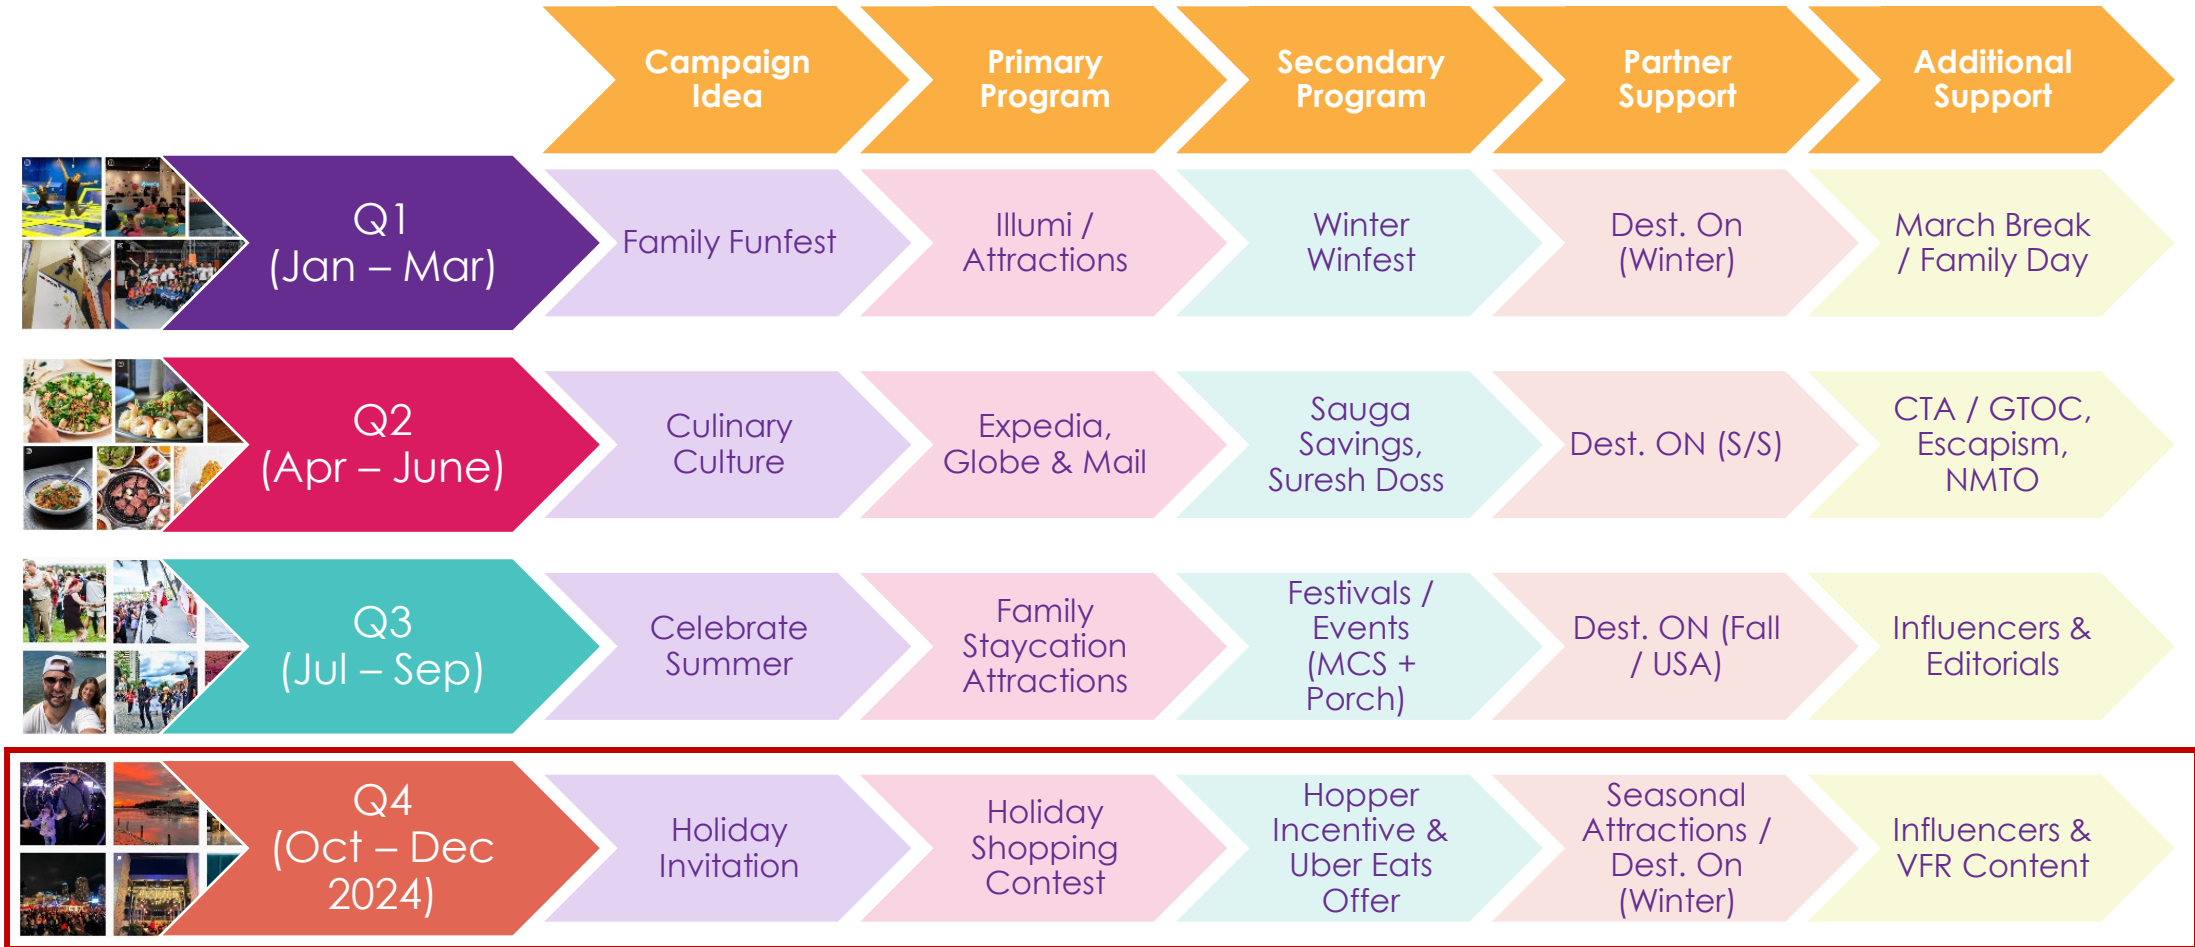 Campaign
Idea
Primary
Program
Secondary
Program
Partner
Support
Additional
Support
Q1
(Jan – Mar)
Family Funfest
Illumi /
Attractions
Winter
Winfest
Dest. On
(Winter)
March Break
/ Family Day
Q2
(Apr – June)
Culinary
Culture
Expedia,
Globe & Mail
Sauga
Savings,
Suresh Doss
Dest. ON (S/S)
CTA / GTOC,
Escapism,
NMTO
Q3
(Jul – Sep)
Celebrate
Summer
Family
Staycation
Attractions
Festivals /
Events
(MCS +
Porch)
Dest. ON (Fall
/ USA)
Influencers &
Editorials
Q4
(Oct – Dec
2024)
Holiday
Invitation
Holiday
Shopping
Contest
Hopper
Incentive &
Uber Eats
Offer
Seasonal
Attractions /
Dest. On
(Winter)
Influencers &
VFR Content